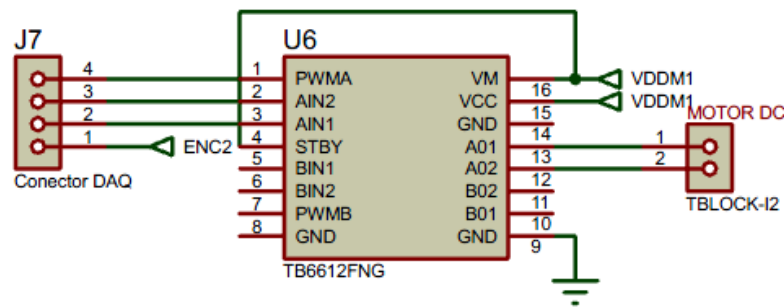 J7
4
3
2
1
ENC2
Conector DAQ
U6
1 PWMA
2 AIN2
3 AIN1
4 STBY
5 BIN1
6 BIN2
7 PWMB
8 GND
VM 16
VCC 15
GND 14
A01 13
A02 12
B02 11
B01 10
GND 9
TB6612FNG
VDDM1
VDDM1
MOTOR DC
1
2
TBLOCK-I2